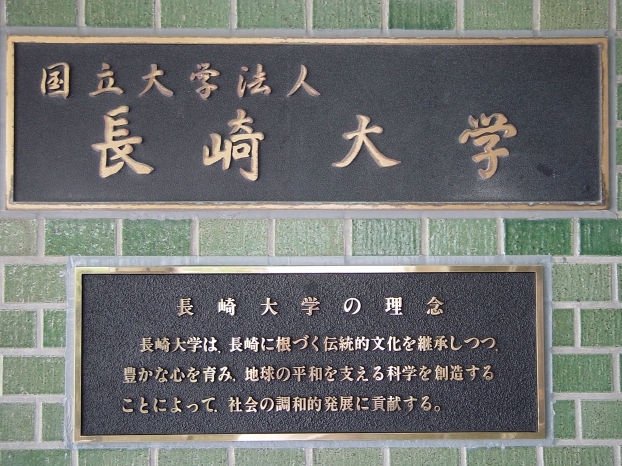 国立大学法人
長崎大学
長崎大学の理念
長崎大学は、長崎に根づく伝統的文化を継承しつつ、
豊かな心を育み、地球の平和を支える科学を創造する
ことによって、社会の調和的発展に貢献する。